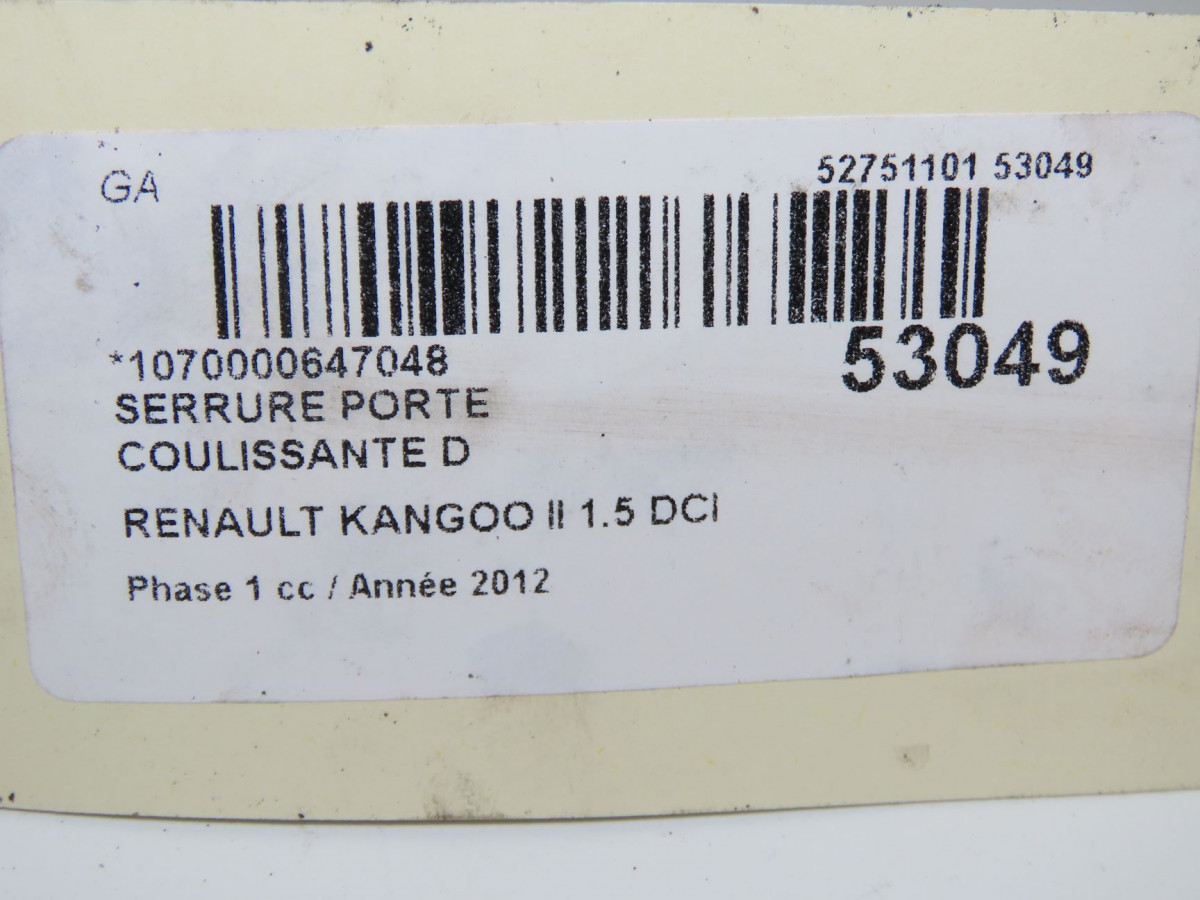 GA
52751101 53049
*1070000647048
53049
SERRURE PORTE
COULISSANTE D
RENAULT KANGOO II 1.5 DCI
Phase 1 cc / Année 2012